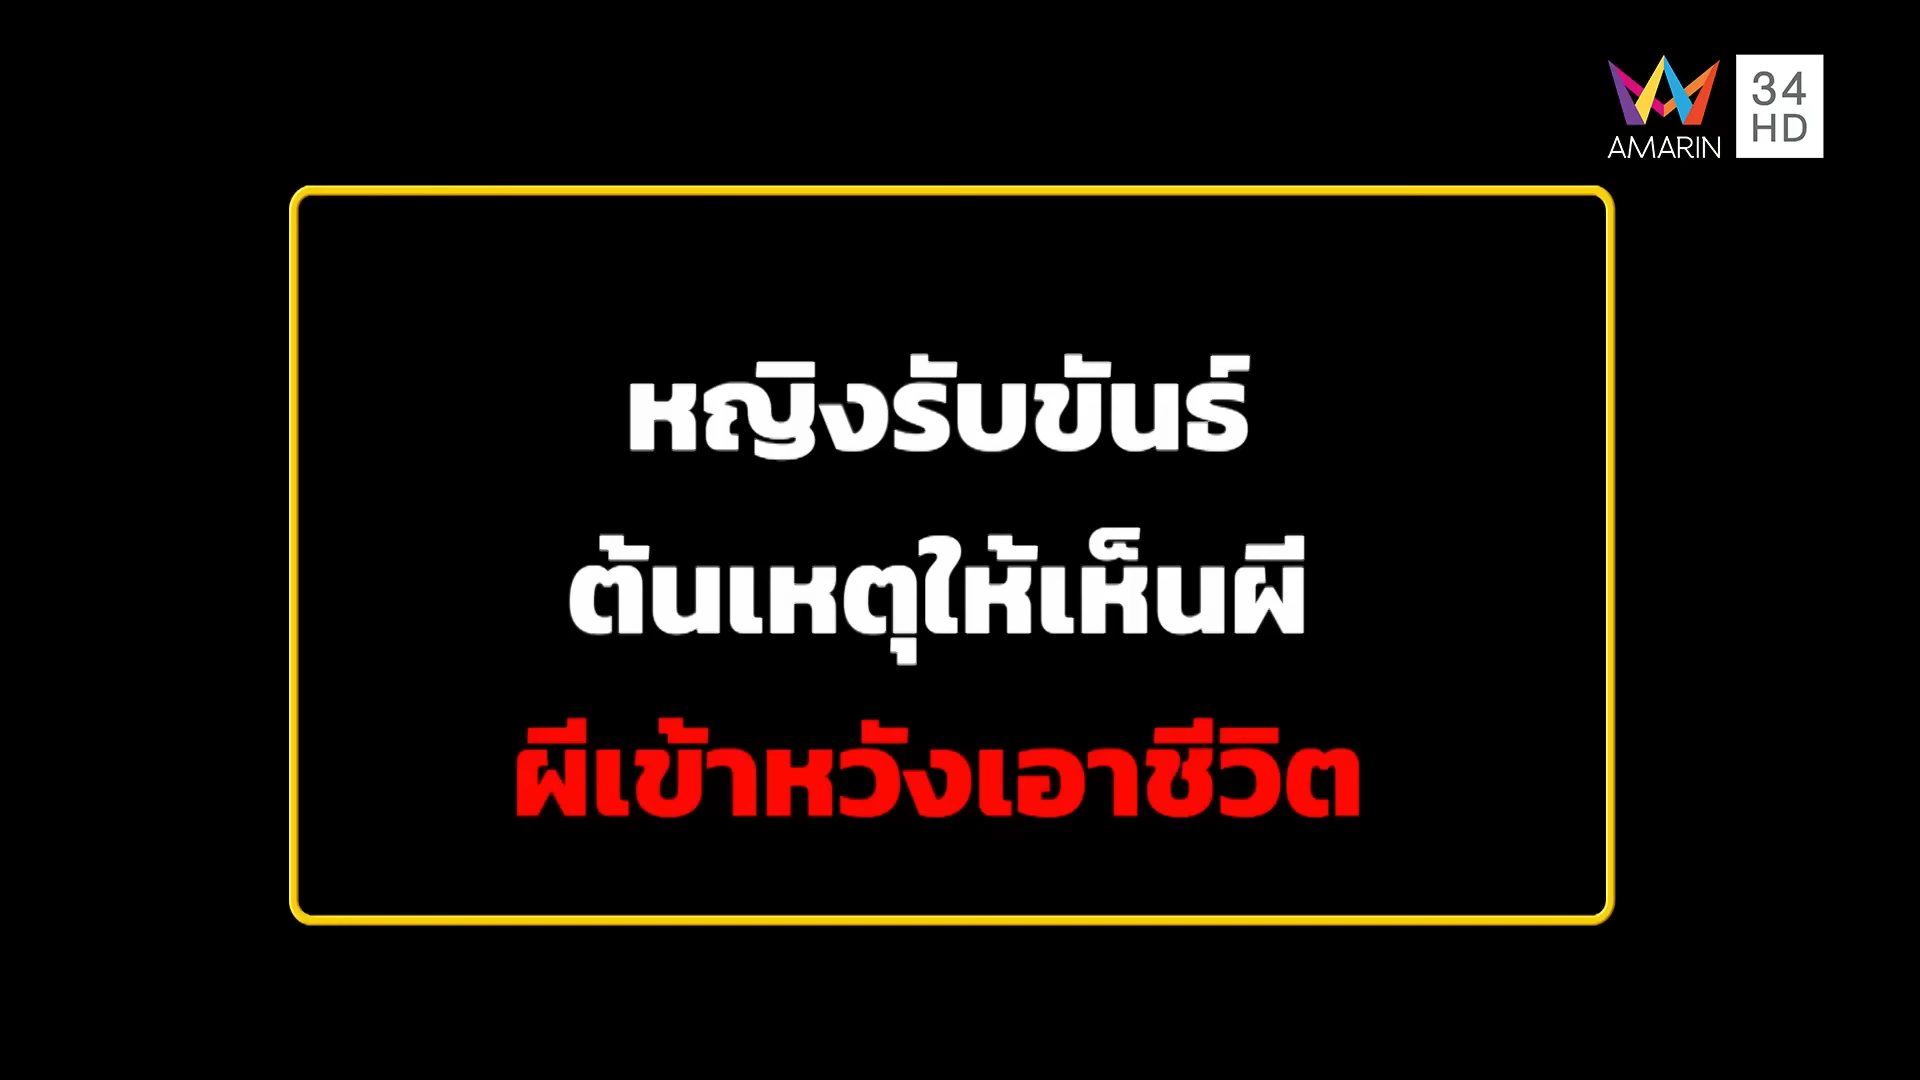 AMARIN
34
HD
หญิงรับขันธ์
ต้นเหตุให้เห็นผี
ผีเข้าหวังเอาชีวิต